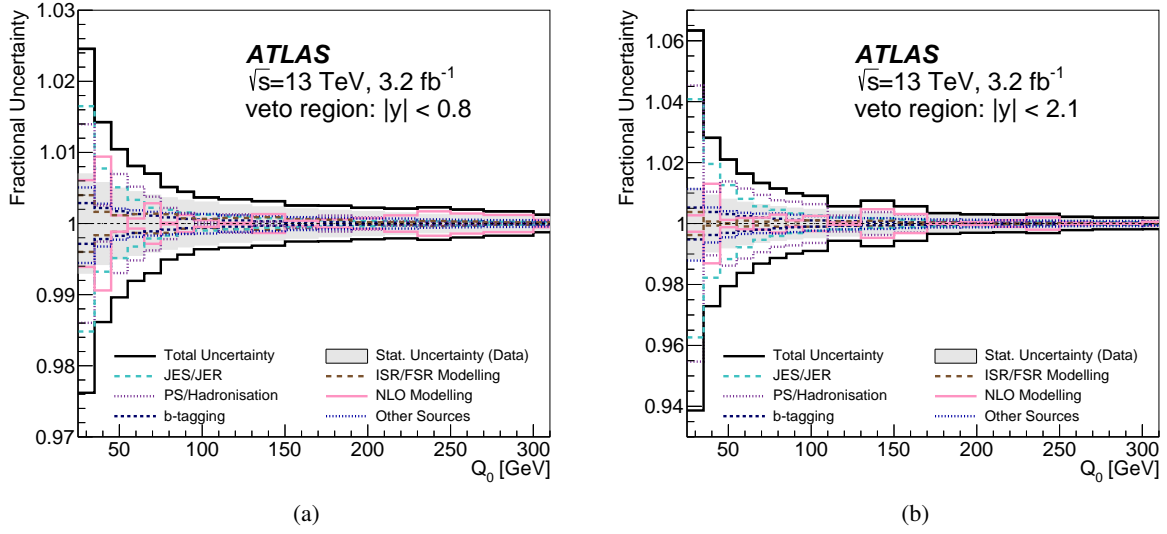 Fractional Uncertainty
1.03
1.02
1.01
1
0.99
0.98
0.97
ATLAS
√s=13 TeV, 3.2 fb⁻¹
veto region: |y| < 0.8
Total Uncertainty
JES/JER
PS/Hadronisation
b-tagging
Stat. Uncertainty (Data)
ISR/FSR Modelling
NLO Modelling
Other Sources
50 100 150 200 250 300
Q₀ [GeV]
(a)
Fractional Uncertainty
1.06
1.04
1.02
1
0.98
0.96
0.94
ATLAS
√s=13 TeV, 3.2 fb⁻¹
veto region: |y| < 2.1
Total Uncertainty
JES/JER
PS/Hadronisation
b-tagging
Stat. Uncertainty (Data)
ISR/FSR Modelling
NLO Modelling
Other Sources
50 100 150 200 250 300
Q₀ [GeV]
(b)